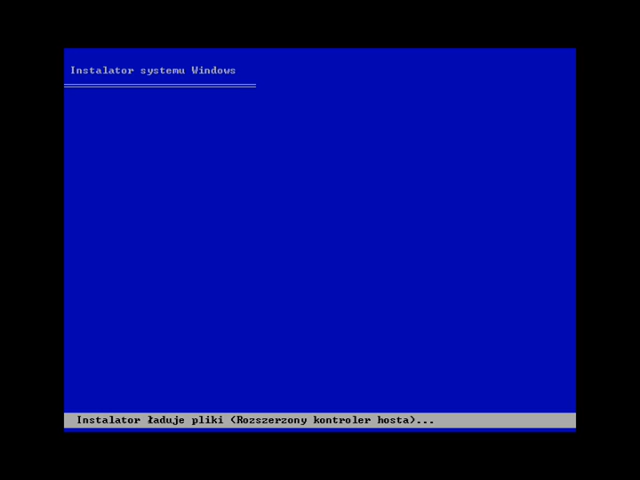 Instalator systemu Windows
Instalator ładuje pliki (Rozszerzony kontroler hosta)...